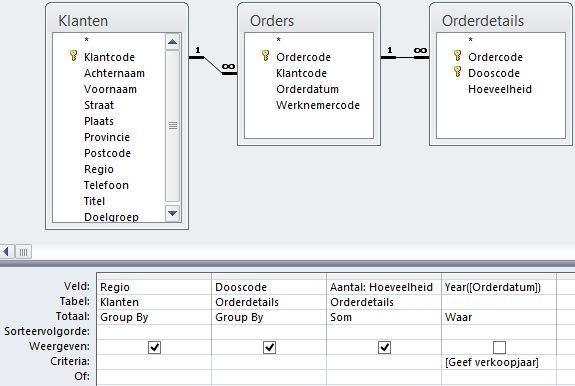 Klanten
*
Klantcode
Achternaam
Voornaam
Straat
Plaats
Provincie
Postcode
Regio
Telefoon
Titel
Doelgroep
1
∞
Orders
*
Ordercode
Klantcode
Orderdatum
Werknemercode
1
∞
Orderdetails
*
Ordercode
Dooscode
Hoeveelheid
Veld: Regio Dooscode Aantal: Hoeveelheid Year([Orderdatum])
Tabel: Klanten Orderdetails Orderdetails
Totaal: Group By Group By Som Waar
Sorteervolgorde:
Weergeven:
Criteria: [Geef verkoopjaar]
Of: